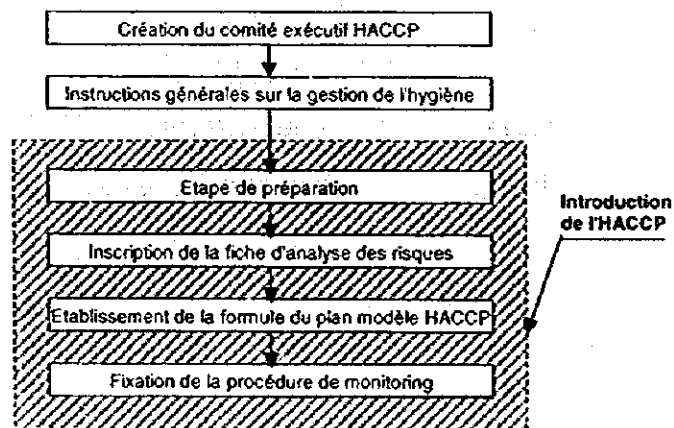 Création du comité exécutif HACCP
Instructions générales sur la gestion de l'hygiène
Etape de préparation
Inscription de la fiche d'analyse des risques
Etablissement de la formule du plan modèle HACCP
Fixation de la procédure de monitoring
Introduction
de l'HACCP